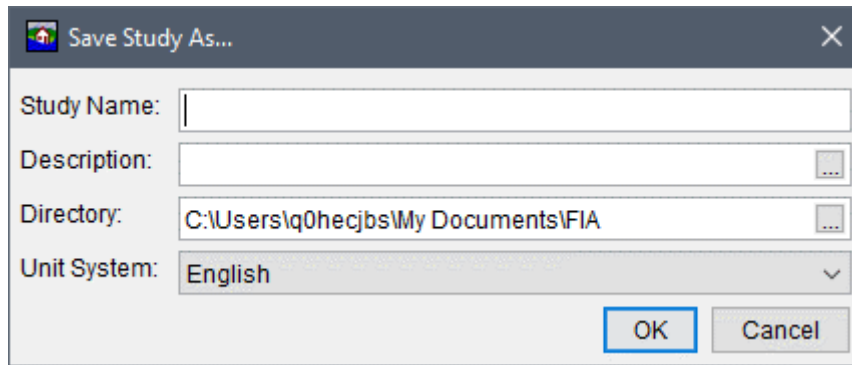 Save Study As...
Study Name:
Description:
...
Directory: C:\Users\q0hecjbs\My Documents\FIA ...
Unit System: English
OK Cancel